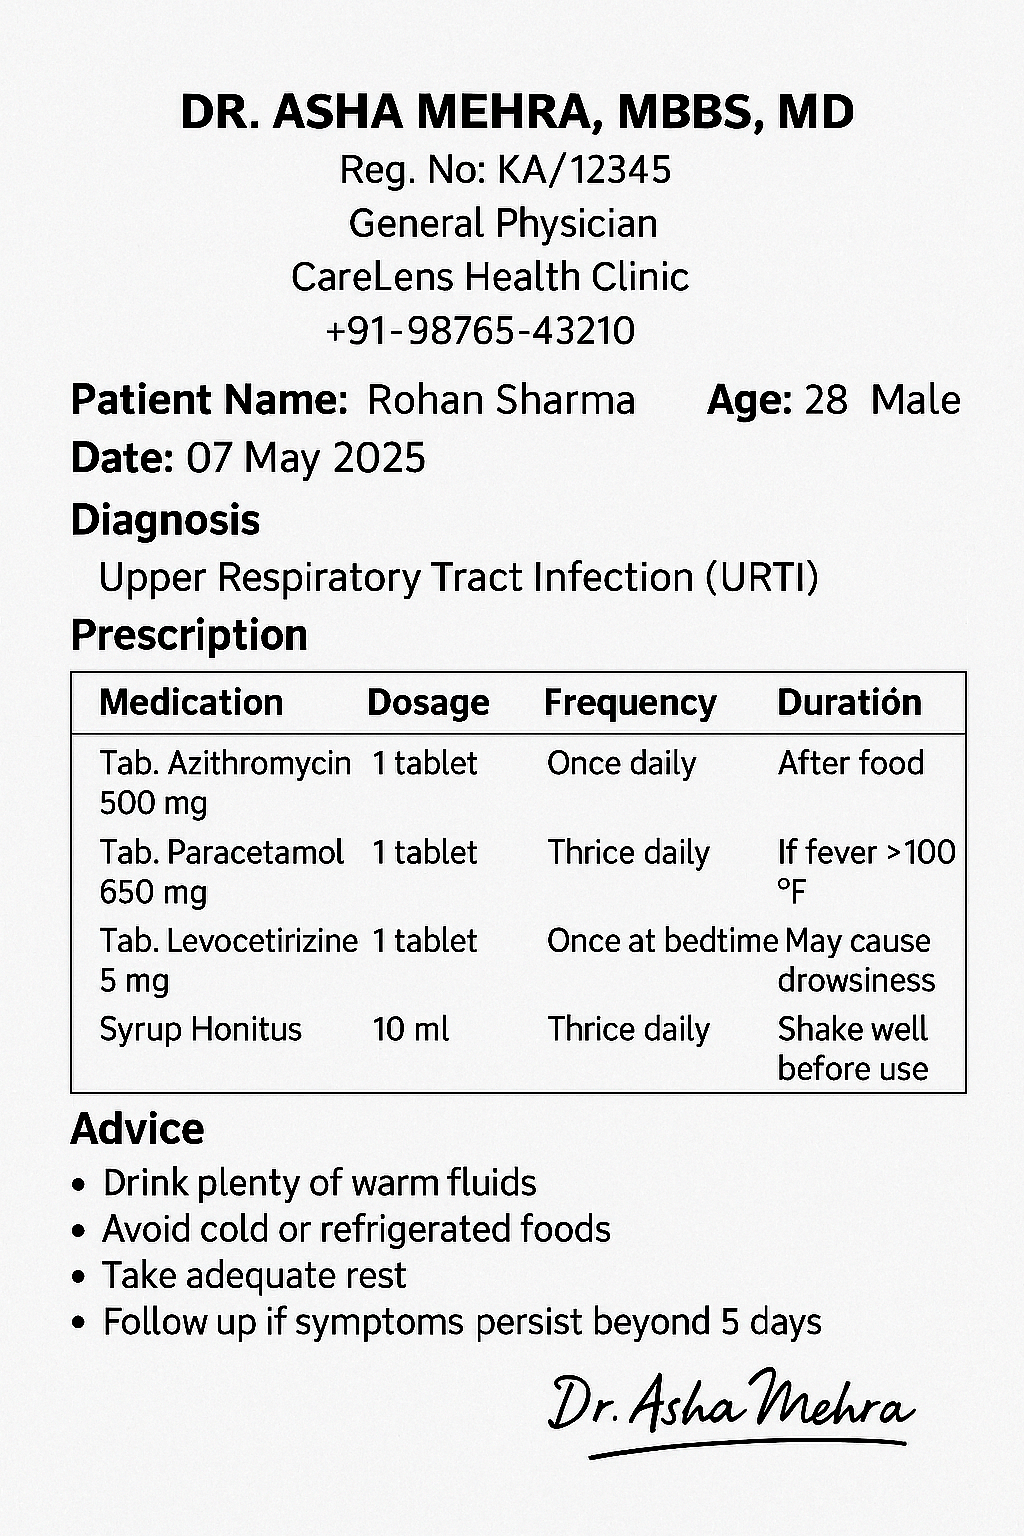 DR. ASHA MEHRA, MBBS, MD
Reg. No: KA/12345
General Physician
CareLens Health Clinic
+91-98765-43210
Patient Name: Rohan Sharma Age: 28 Male
Date: 07 May 2025
Diagnosis
Upper Respiratory Tract Infection (URTI)
Prescription
Medication Dosage Frequency Duratión
Tab. Azithromycin 1 tablet Once daily After food
500 mg
Tab. Paracetamol 1 tablet Thrice daily If fever >100
650 mg °F
Tab. Levocetirizine 1 tablet Once at bedtime May cause
5 mg drowsiness
Syrup Honitus 10 ml Thrice daily Shake well
before use
Advice
• Drink plenty of warm fluids
• Avoid cold or refrigerated foods
• Take adequate rest
• Follow up if symptoms persist beyond 5 days
Dr. Asha Mehra